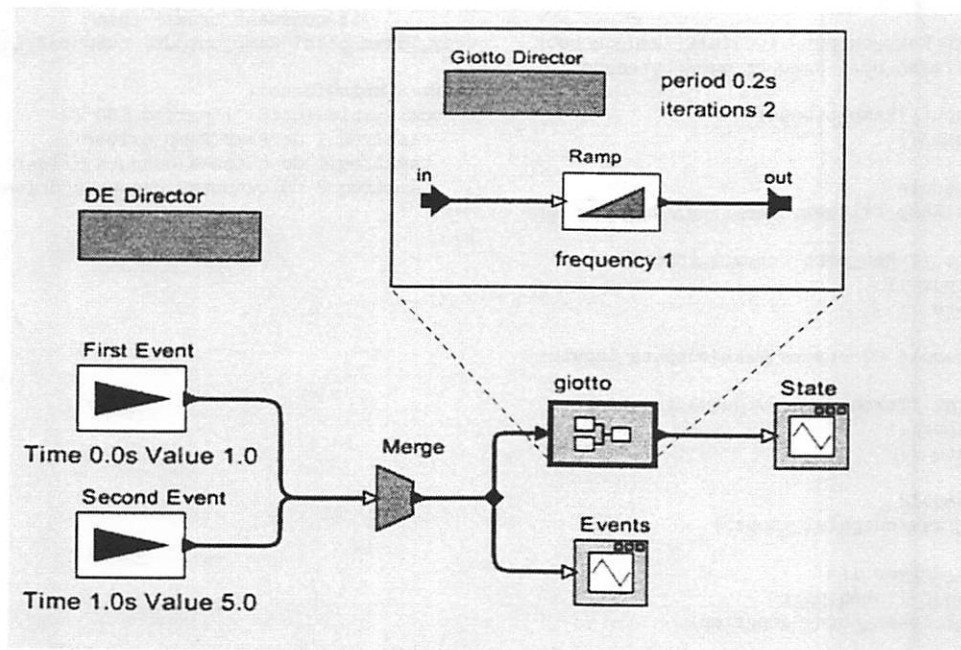 Giotto Director
period 0.2s
iterations 2
in
Ramp
out
frequency 1
DE Director
First Event
Time 0.0s Value 1.0
Second Event
Time 1.0s Value 5.0
Merge
giotto
State
Events